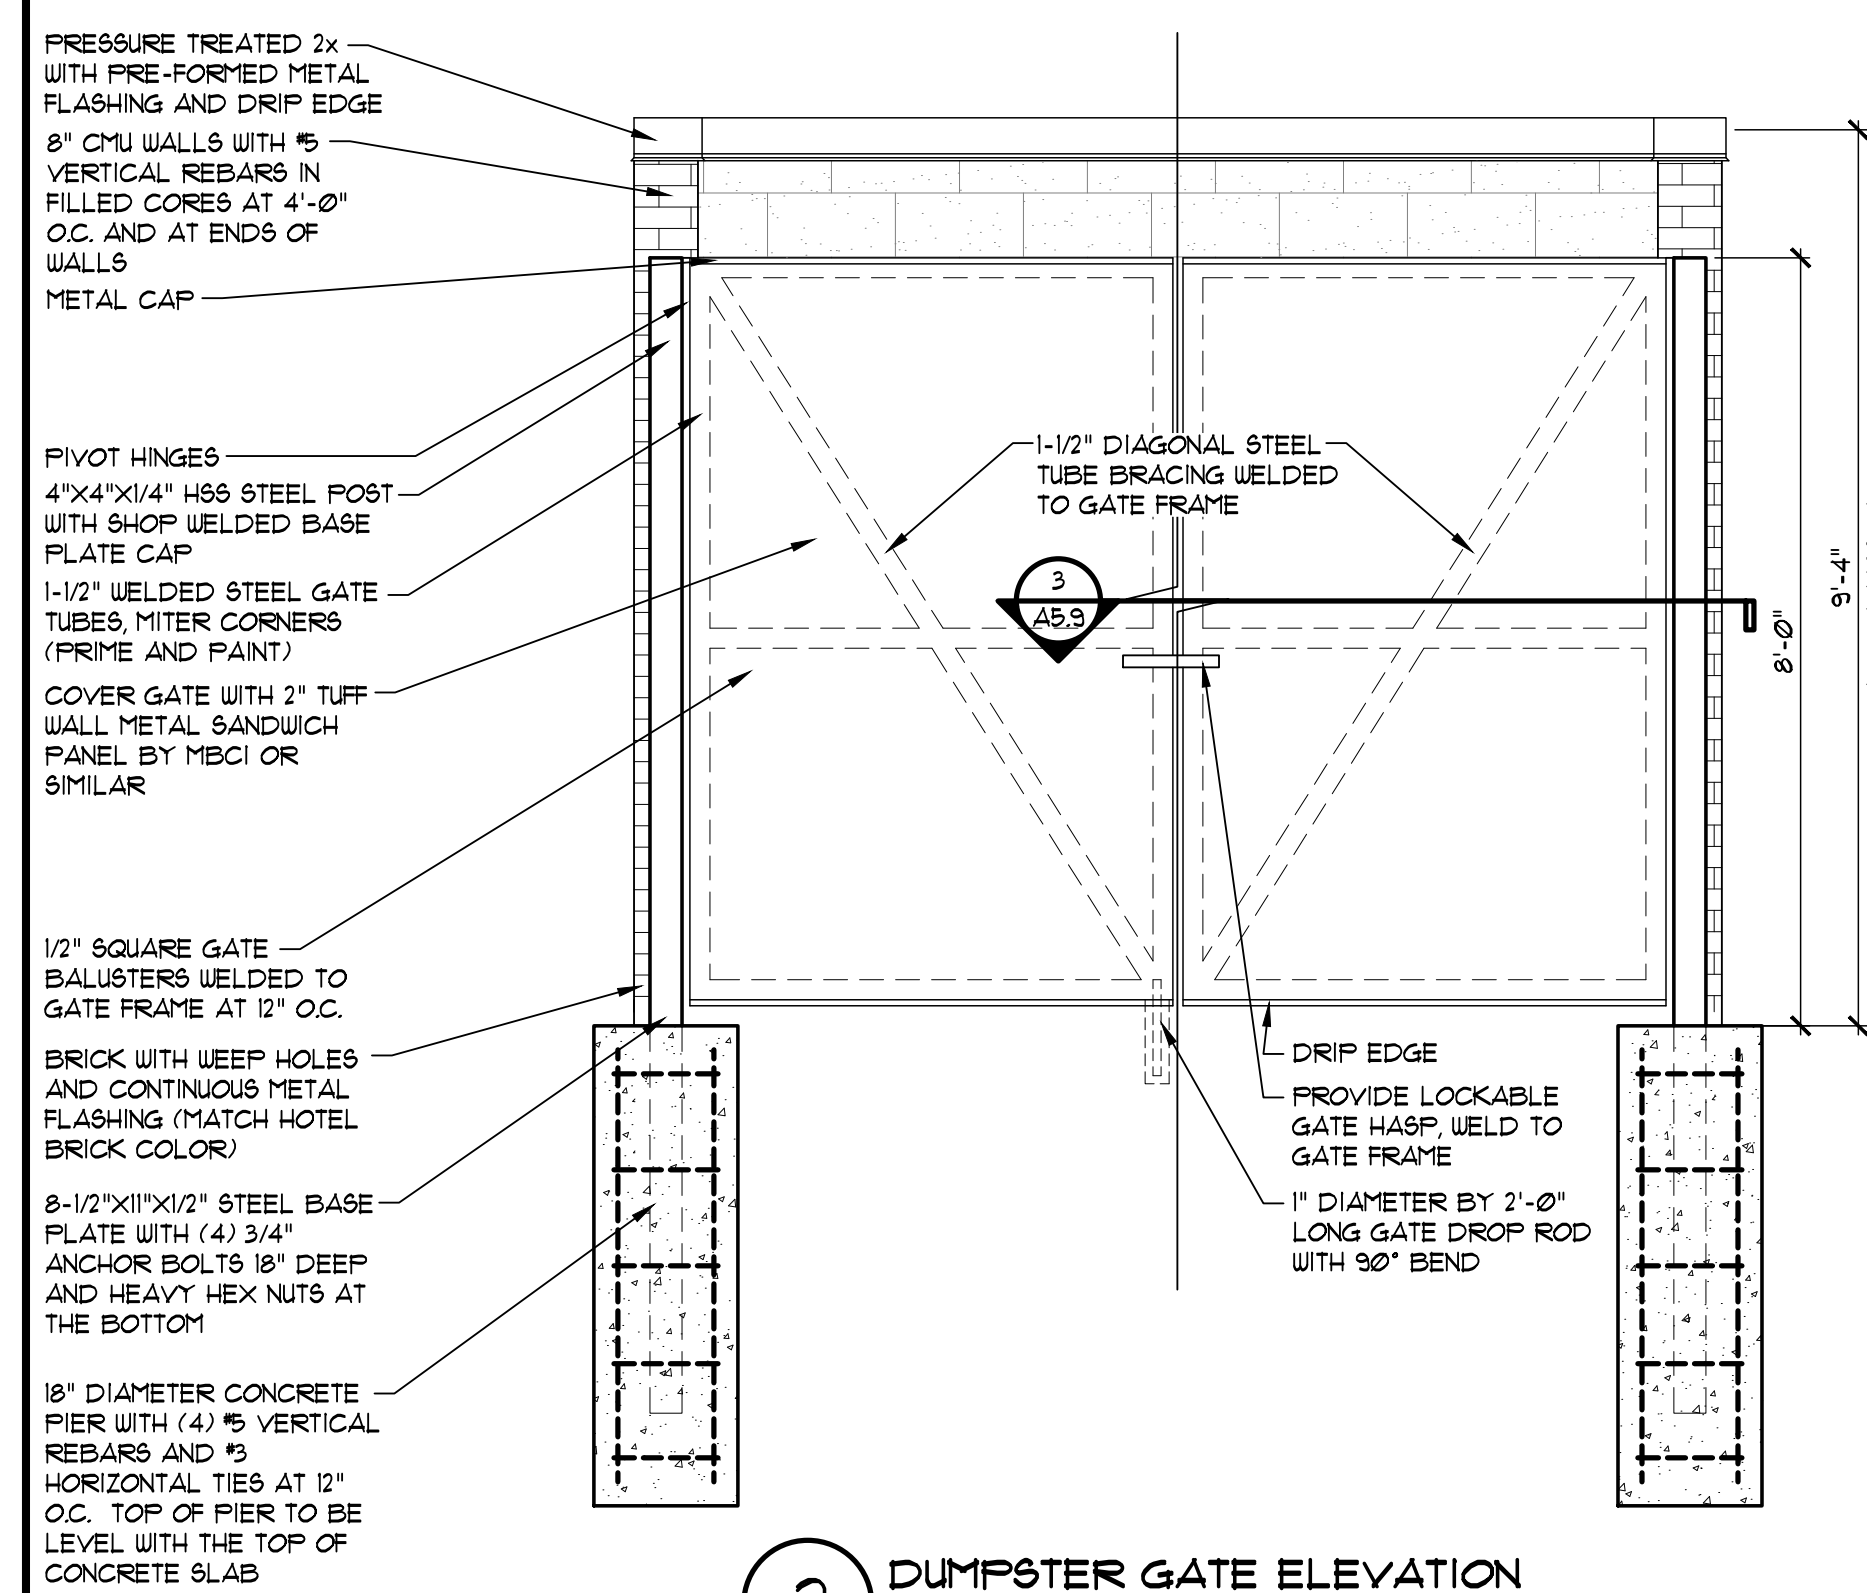 PRESSURE TREATED 2x
WITH PRE-FORMED METAL
FLASHING AND DRIP EDGE
8" CMU WALLS WITH #5
VERTICAL REBARS IN
FILLED CORES AT 4'-0"
O.C. AND AT ENDS OF
WALLS
METAL CAP
PIVOT HINGES
4"X4"X1/4" HSS STEEL POST
WITH SHOP WELDED BASE
PLATE CAP
1-1/2" WELDED STEEL GATE
TUBES, MITER CORNERS
(PRIME AND PAINT)
COVER GATE WITH 2" TUFF
WALL METAL SANDWICH
PANEL BY MBCI OR
SIMILAR
1/2" SQUARE GATE
BALUSTERS WELDED TO
GATE FRAME AT 12" O.C.
BRICK WITH WEEP HOLES
AND CONTINUOUS METAL
FLASHING (MATCH HOTEL
BRICK COLOR)
8-1/2"X11"X1/2" STEEL BASE
PLATE WITH (4) 3/4"
ANCHOR BOLTS 18" DEEP
AND HEAVY HEX NUTS AT
THE BOTTOM
18" DIAMETER CONCRETE
PIER WITH (4) #5 VERTICAL
REBARS AND #3
HORIZONTAL TIES AT 12"
O.C. TOP OF PIER TO BE
LEVEL WITH THE TOP OF
CONCRETE SLAB
1-1/2" DIAGONAL STEEL
TUBE BRACING WELDED
TO GATE FRAME
3
A5.9
8'-0"
9'-4"
DRIP EDGE
PROVIDE LOCKABLE
GATE HASP, WELD TO
GATE FRAME
1" DIAMETER BY 2'-0"
LONG GATE DROP ROD
WITH 90° BEND
DUMPSTER GATE ELEVATION